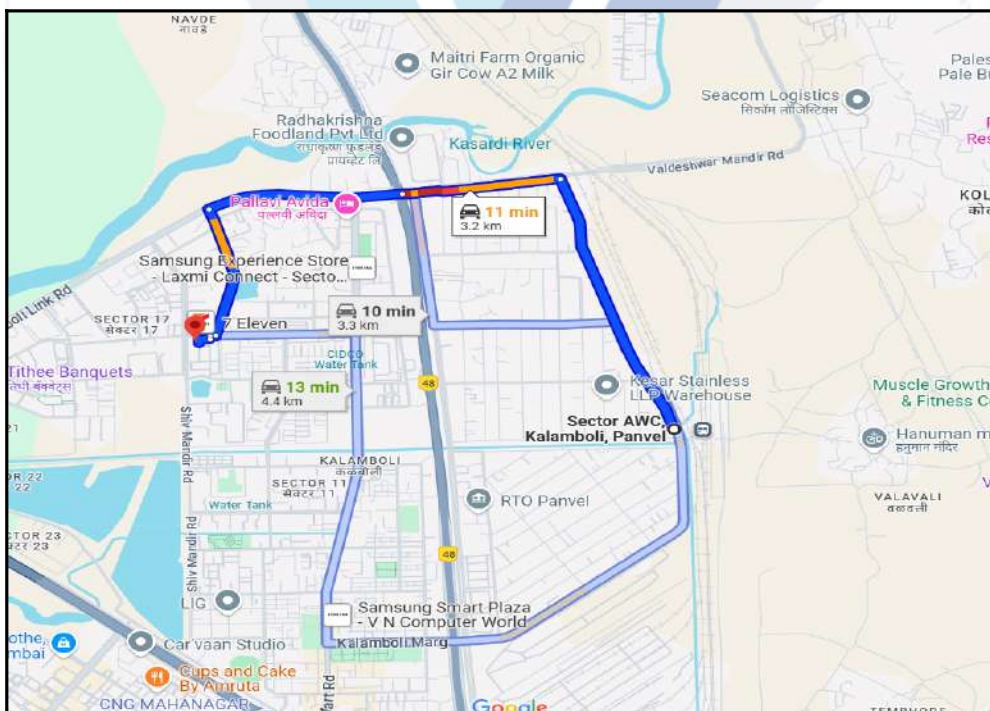 NAVDE
नावडे
Maitri Farm Organic
Gir Cow A2 Milk
Seacom Logistics
सिकॉम लॉजिस्टिक्स
Radhakrishna
Foodland Pvt Ltd
राधाकृष्ण फूडलँड
प्रायव्हेट लि
Kasardi River
Valdeshwar Mandir Rd
Pallavi Avida
पल्लवी अविदा
11 min
3.2 km
Samsung Experience Store
- Laxmi Connect - Secto...
10 min
3.3 km
SECTOR 17
सेक्टर 17
7 Eleven
CIDCO
Water Tank
Tithee Banquets
48
13 min
4.4 km
Kesar Stainless
LLP Warehouse
Muscle Growth
& Fitness C
Sector AWC,
Kalamboli, Panvel
Hanuman m
हनुमान मंदिर
Shiv Mandir Rd
KALAMBOLI
कळंबोली
SECTOR 11
सेक्टर 11
Water Tank
RTO Panvel
VALAVALI
वळवली
48
Shiv Mandir Rd
LIG
Samsung Smart Plaza
- V N Computer World
Kalamboli Marg
Car'vaan Studio
Cups and Cake
By Amruta
CNG MAHANAGAR
Google